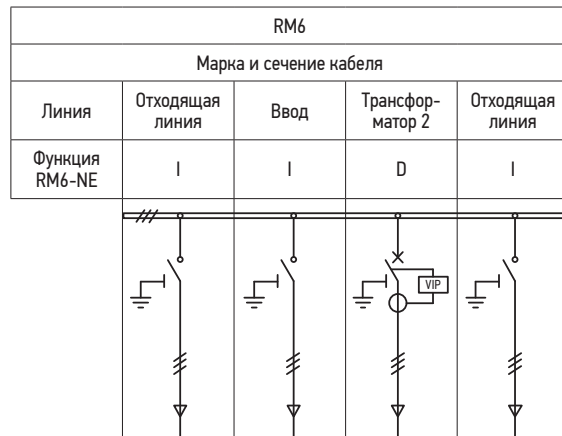 RM6
Марка и сечение кабеля
Линия
Отходящая
линия
Ввод
Трансфор-
матор 2
Отходящая
линия
Функция
RM6-NE
I
I
D
I
VIP